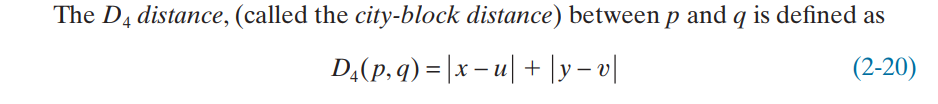 The D₄ distance, (called the city-block distance) between p and q is defined as
D₄(p, q) = |x − u| + |y − v| (2-20)